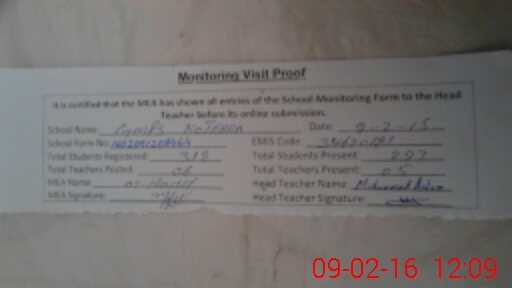 Monitoring Visit Proof
It is certified that the MEA has shown all entries of the School Monitoring Form to the Head
Teacher before its online submission.
School Name: Date: 9-2-15
School Form No: EMIS Code:
Total Students Registered: Total Students Present: 297
Total Teachers Posted: 06 Total Teachers Present: 05
MEA Name: Head Teacher Name: Mohammad Aslam
MEA Signature: Head Teacher Signature:
09-02-16 12:09